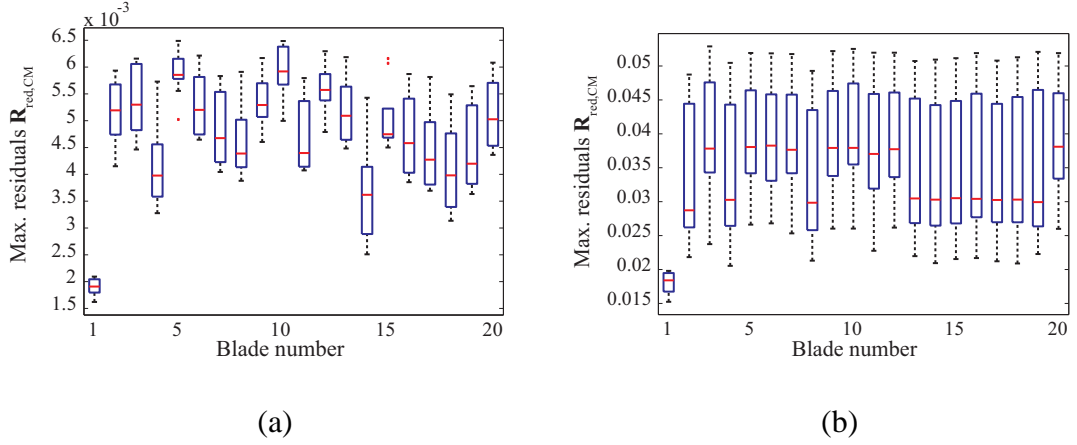 x 10⁻³
6.5
6
5.5
5
4.5
4
3.5
3
2.5
2
1.5
Max. residuals R_red,CM
1 5 10 15 20
Blade number
(a)
0.05
0.045
0.04
0.035
0.03
0.025
0.02
0.015
Max. residuals R_red,CM
1 5 10 15 20
Blade number
(b)